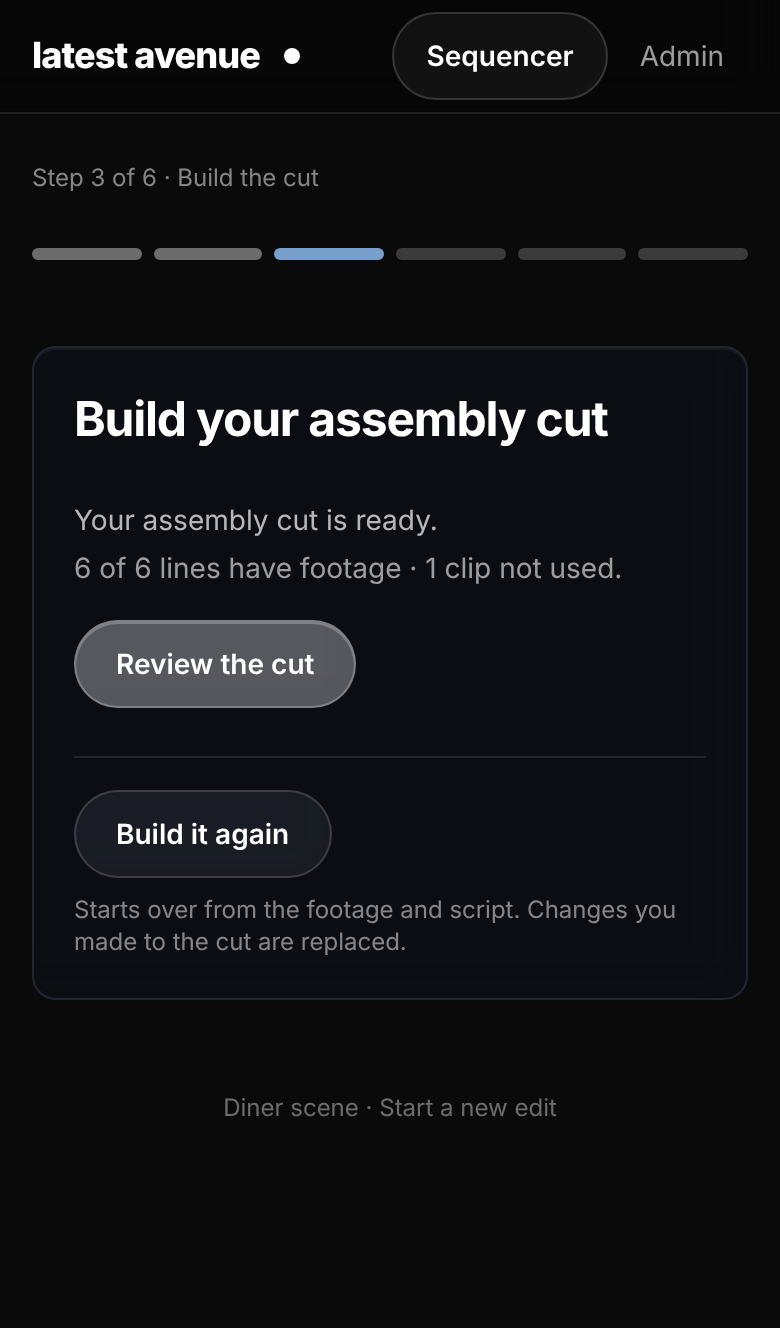 latest avenue
Sequencer
Admin
Step 3 of 6 · Build the cut
Build your assembly cut
Your assembly cut is ready.
6 of 6 lines have footage · 1 clip not used.
Review the cut
Build it again
Starts over from the footage and script. Changes you
made to the cut are replaced.
Diner scene · Start a new edit